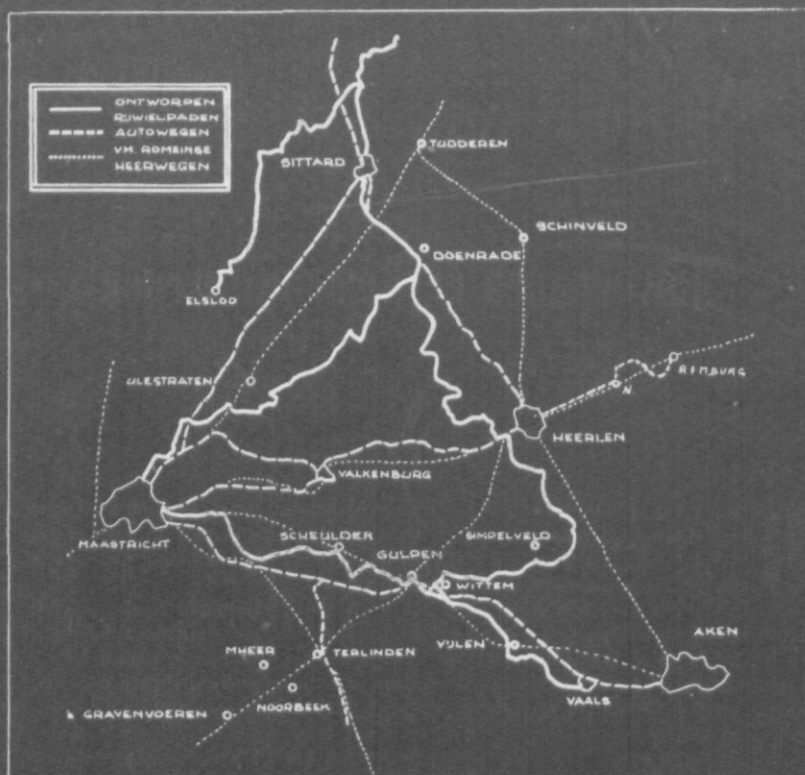 ONTWORPEN
RIJWIELPADEN
AUTOWEGEN
VM. ROMEINSE
HEERWEGEN
SITTARD
TUDDEREN
SCHINVELD
DOENRADE
ELSLOO
ULESTRATEN
N.
RIMBURG
HEERLEN
VALKENBURG
MAASTRICHT
SCHEULDER
GULPEN
SIMPELVELD
WITTEM
AKEN
MHEER
TERLINDEN
VIJLEN
NOORBEEK
VAALS
GRAVENVOEREN